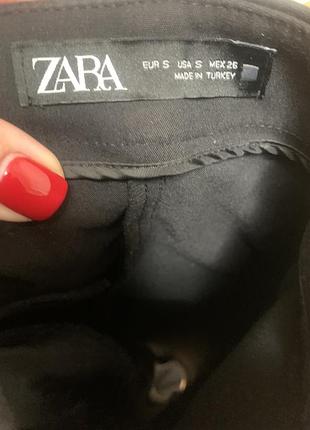 ZARA
EUR S USA S MEX 26
MADE IN TURKEY